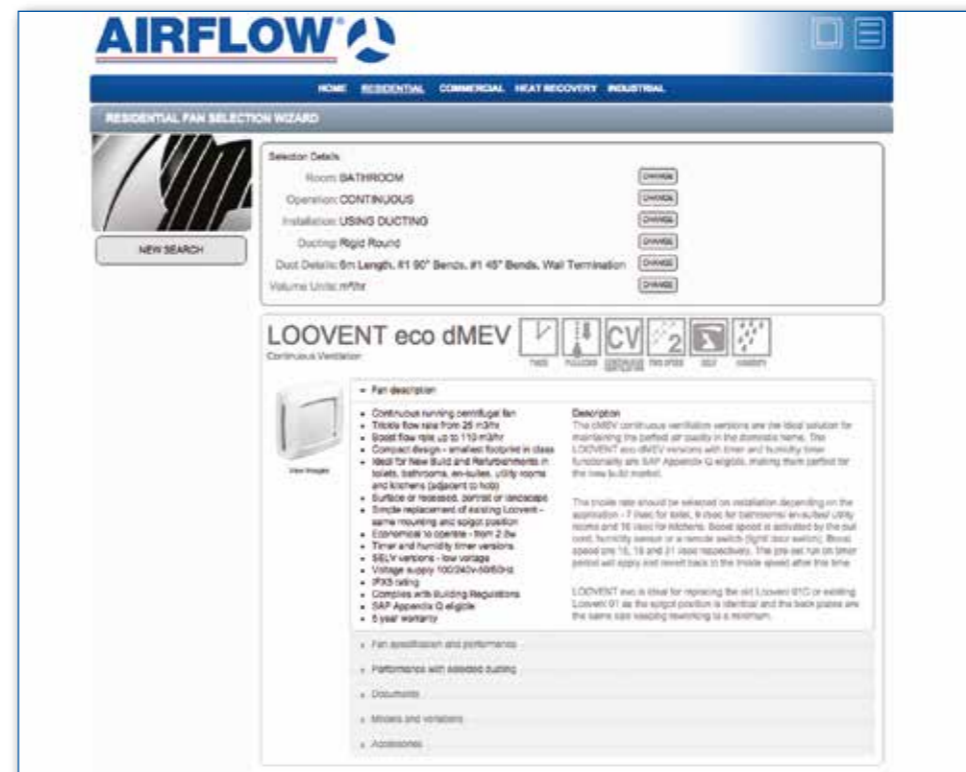 AIRFLOW
HOME RESIDENTIAL COMMERCIAL HEAT RECOVERY INDUSTRIAL
RESIDENTIAL FAN SELECTION WIZARD
Selection Details
Room: BATHROOM CHANGE
Operation: CONTINUOUS CHANGE
Installation: USING DUCTING CHANGE
Ducting: Rigid Round CHANGE
Duct Details: 6m Length, #1 90° Bends, #1 45° Bends, Wall Termination CHANGE
Volume Units: m³/hr CHANGE
NEW SEARCH
LOOVENT eco dMEV
CV
2
Continuous Ventilation
TIMER PULLCORD TWO SPEED SELV HUMIDITY
View Images
Fan description
Continuous running centrifugal fan
Trickle flow rate from 25 m3/hr
Boost flow rate up to 110 m3/hr
Compact design - smallest footprint in class
Ideal for New Build and Refurbishments in
toilets, bathrooms, en-suites, utility rooms
and kitchens (adjacent to hob)
Surface or recessed, portrait or landscape
Simple replacement of existing Loovent -
same mounting and spigot position
Economical to operate - from 2.8w
Timer and humidity timer versions
SELV versions - low voltage
Voltage supply 100/240v-50/60Hz
IPX5 rating
Complies with Building Regulations
SAP Appendix Q eligible
5 year warranty
Description
The dMEV continuous ventilation versions are the ideal solution for
maintaining the perfect air quality in the domestic home. The
LOOVENT eco dMEV versions with timer and humidity timer
functionality are SAP Appendix Q eligible, making them perfect for
the new build market.
The trickle rate should be selected on installation depending on the
application - 7 l/sec for toilet, 9 l/sec for bathrooms/ en-suites/ utility
rooms and 16 l/sec for kitchens. Boost speed is activated by the pull
cord, humidity sensor or a remote switch (light/ door switch). Boost
speed are 15, 18 and 31 l/sec respectively. The pre-set run on timer
period will apply and revert back to the trickle speed after this time.
LOOVENT eco is ideal for replacing the old Loovent 01C or existing
Loovent 01 as the spigot position is identical and the back plates are
the same size keeping reworking to a minimum.
Fan specification and performance
Performance with selected ducting
Documents
Models and variations
Accessories